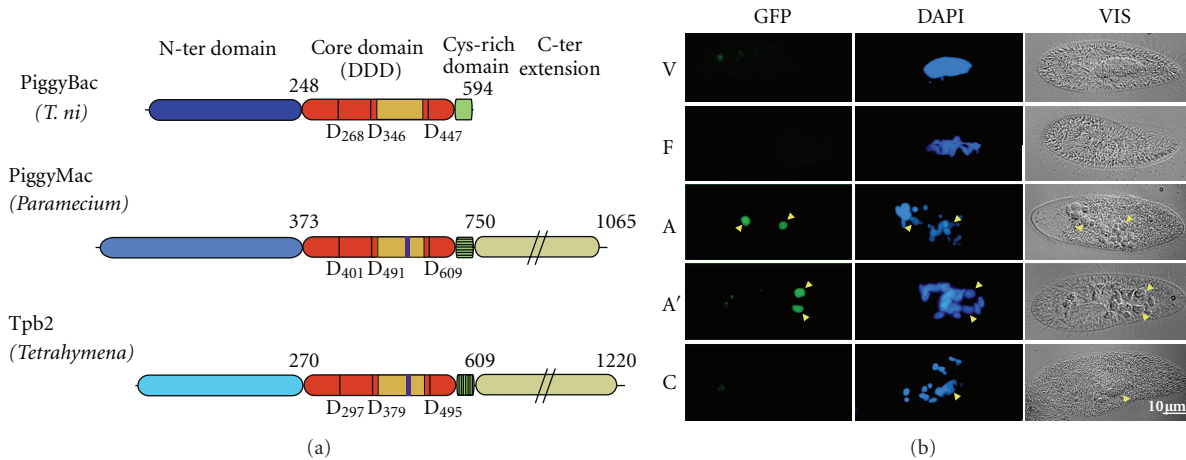 N-ter domain
Core domain
(DDD)
Cys-rich
domain
C-ter
extension
PiggyBac
(T. ni)
248
594
D268 D346 D447
PiggyMac
(Paramecium)
373
750
1065
D401 D491 D609
Tpb2
(Tetrahymena)
270
609
1220
D297 D379 D495
(a)
GFP
DAPI
VIS
V
F
A
A′
C
10 μm
(b)